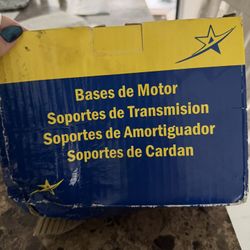 Bases de Motor
Soportes de Transmision
Soportes de Amortiguador
Soportes de Cardan